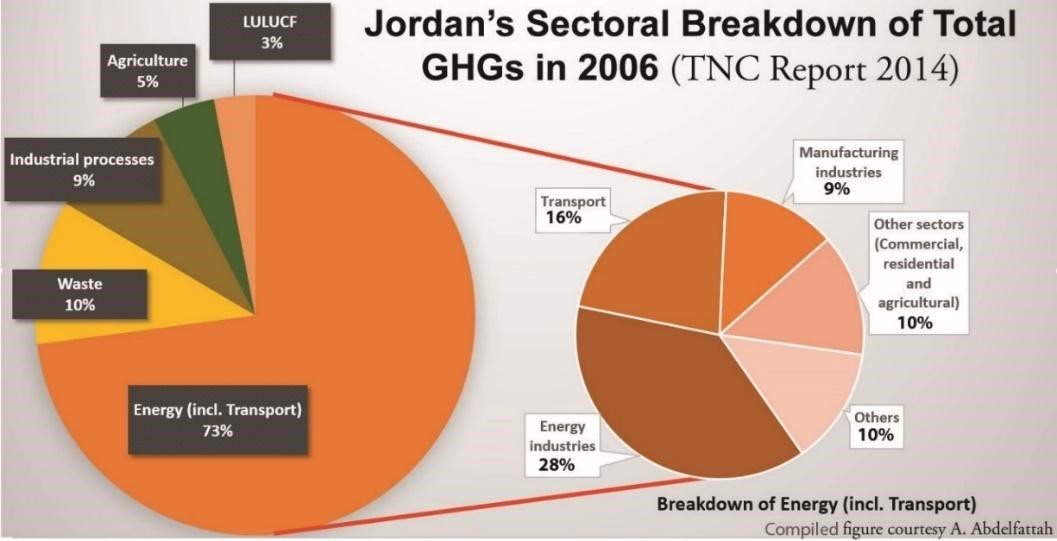 Jordan’s Sectoral Breakdown of Total
GHGs in 2006 (TNC Report 2014)
LULUCF
3%
Agriculture
5%
Industrial processes
9%
Waste
10%
Energy (incl. Transport)
73%
Manufacturing
industries
9%
Transport
16%
Other sectors
(Commercial,
residential
and
agricultural)
10%
Others
10%
Energy
industries
28%
Breakdown of Energy (incl. Transport)
Compiled figure courtesy A. Abdelfattah